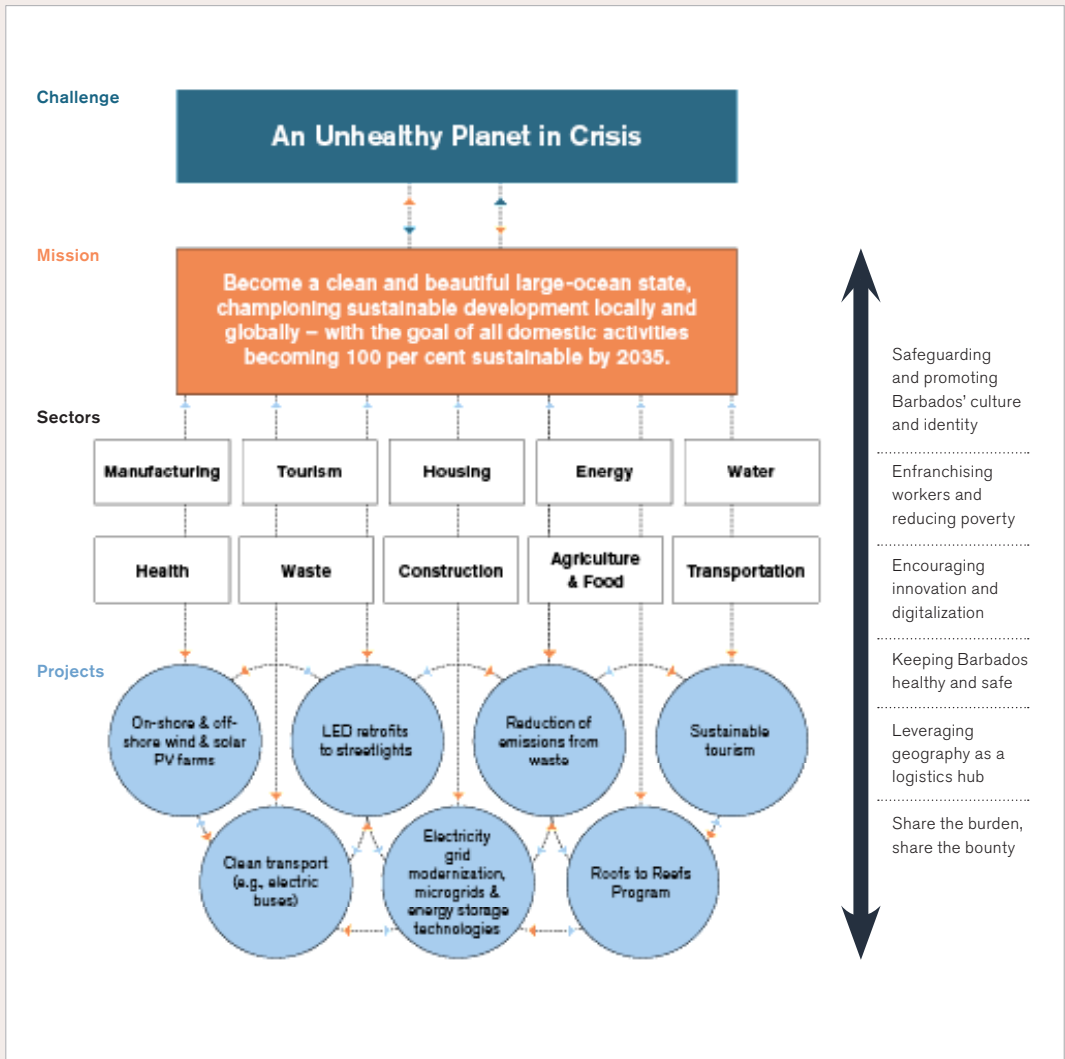 Challenge
An Unhealthy Planet in Crisis
Mission
Become a clean and beautiful large-ocean state,
championing sustainable development locally and
globally – with the goal of all domestic activities
becoming 100 per cent sustainable by 2035.
Sectors
Manufacturing
Tourism
Housing
Energy
Water
Health
Waste
Construction
Agriculture
& Food
Transportation
Projects
On-shore & off-
shore wind & solar
PV farms
LED retrofits
to streetlights
Reduction of
emissions from
waste
Sustainable
tourism
Clean transport
(e.g., electric
buses)
Electricity
grid
modernization,
microgrids &
energy storage
technologies
Roofs to Reefs
Program
Safeguarding
and promoting
Barbados’ culture
and identity
Enfranchising
workers and
reducing poverty
Encouraging
innovation and
digitalization
Keeping Barbados
healthy and safe
Leveraging
geography as a
logistics hub
Share the burden,
share the bounty